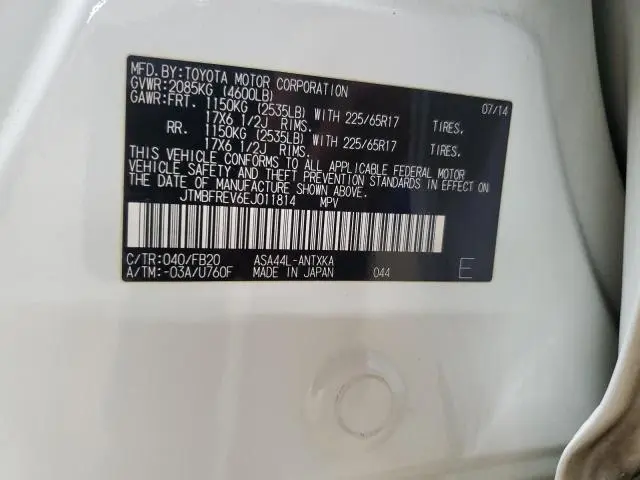 MFD.BY:TOYOTA MOTOR CORPORATION
GVWR:2085KG (4600LB) 07/14
GAWR:FRT. 1150KG (2535LB) WITH 225/65R17 TIRES.
17X6 1/2J RIMS.
RR. 1150KG (2535LB) WITH 225/65R17 TIRES.
17X6 1/2J RIMS.
THIS VEHICLE CONFORMS TO ALL APPLICABLE FEDERAL MOTOR
VEHICLE SAFETY AND THEFT PREVENTION STANDARDS IN EFFECT ON
THE DATE OF MANUFACTURE SHOWN ABOVE.
JTMBFREV6EJ011814 MPV
C/TR:040/FB20 ASA44L-ANTXKA
A/TM:-03A/U760F MADE IN JAPAN 044 E